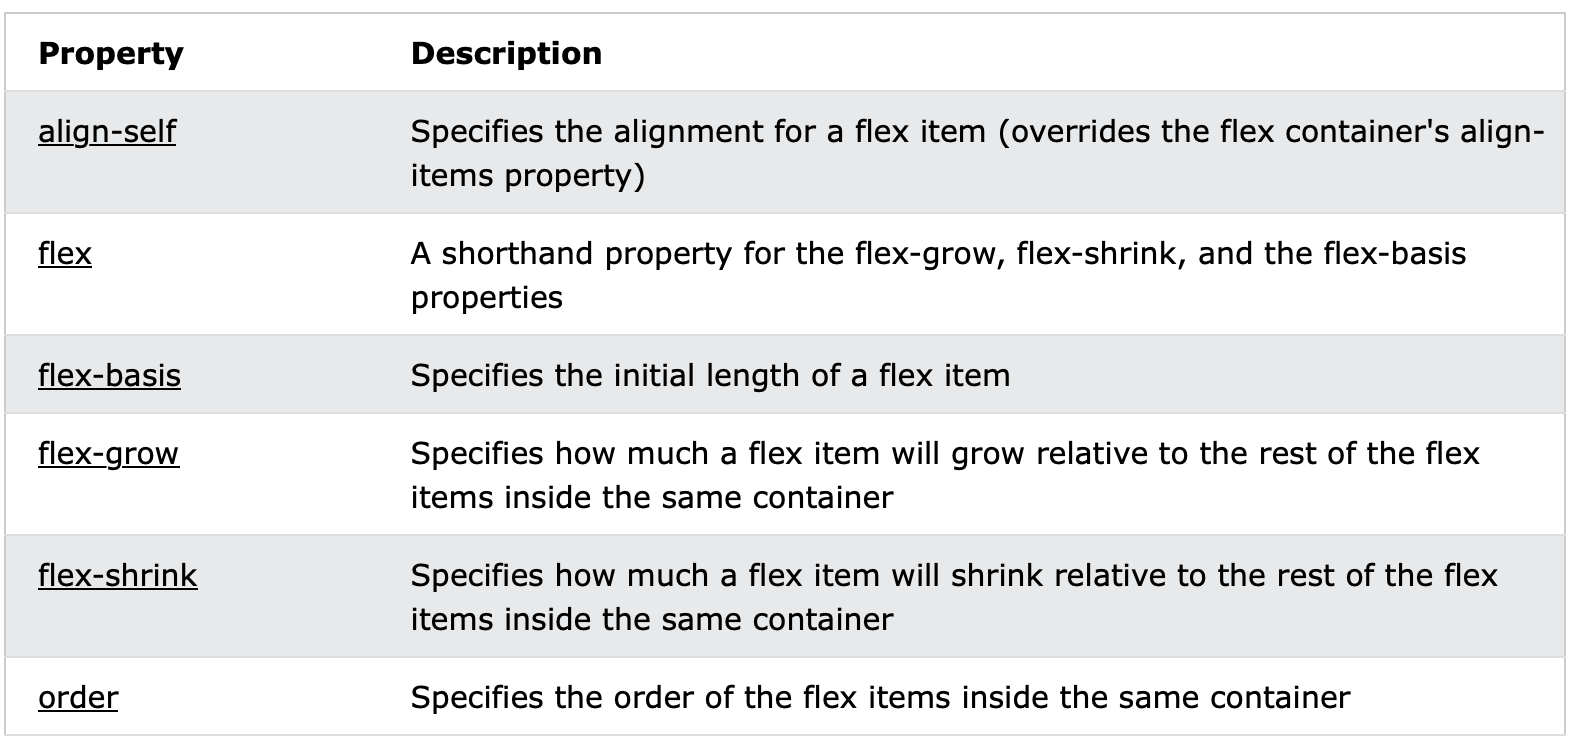 Property Description
align-self Specifies the alignment for a flex item (overrides the flex container's align-
items property)
flex A shorthand property for the flex-grow, flex-shrink, and the flex-basis
properties
flex-basis Specifies the initial length of a flex item
flex-grow Specifies how much a flex item will grow relative to the rest of the flex
items inside the same container
flex-shrink Specifies how much a flex item will shrink relative to the rest of the flex
items inside the same container
order Specifies the order of the flex items inside the same container